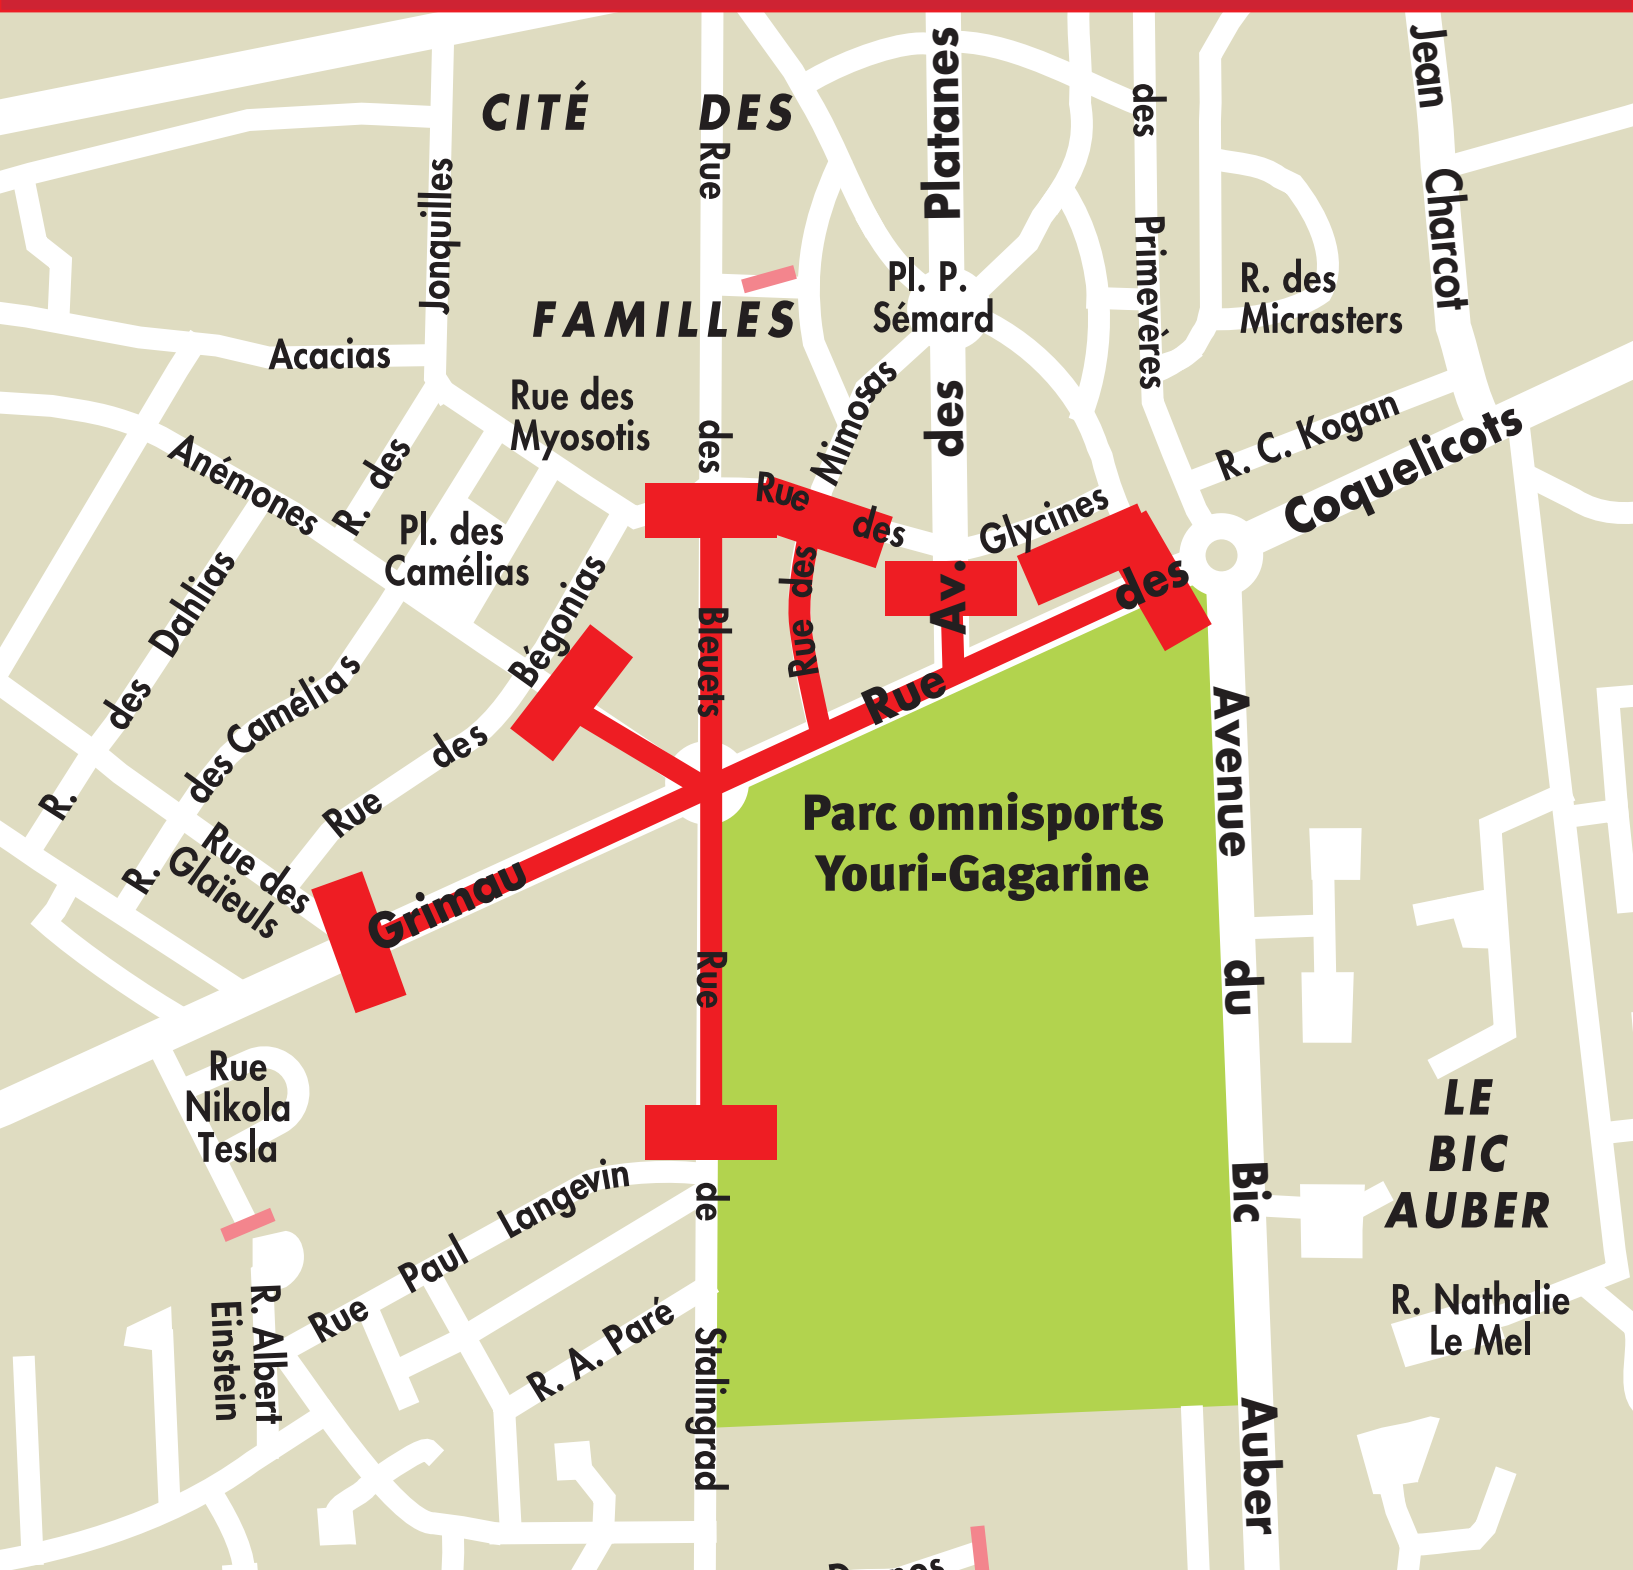 CITÉ DES
FAMILLES
Jonquilles
Acacias
Rue des
Myosotis
Rue des Bleuets
Mimosas
Rue des
Av. des Platanes
Pl. P.
Sémard
des Primevères
R. des
Micrasters
Jean Charcot
R. C. Kogan
Coquelicots
des
Rue
Grimau
Glycines
Rue des
Anémones
R. des
Pl. des
Camélias
R. des Dahlias
R. des Camélias
Rue des Bégonias
Rue des
Glaïeuls
Parc omnisports
Youri-Gagarine
Avenue du Bic Auber
Rue de Stalingrad
Rue
Nikola
Tesla
Rue Paul Langevin
R. A. Paré
R. Albert
Einstein
LE
BIC
AUBER
R. Nathalie
Le Mel